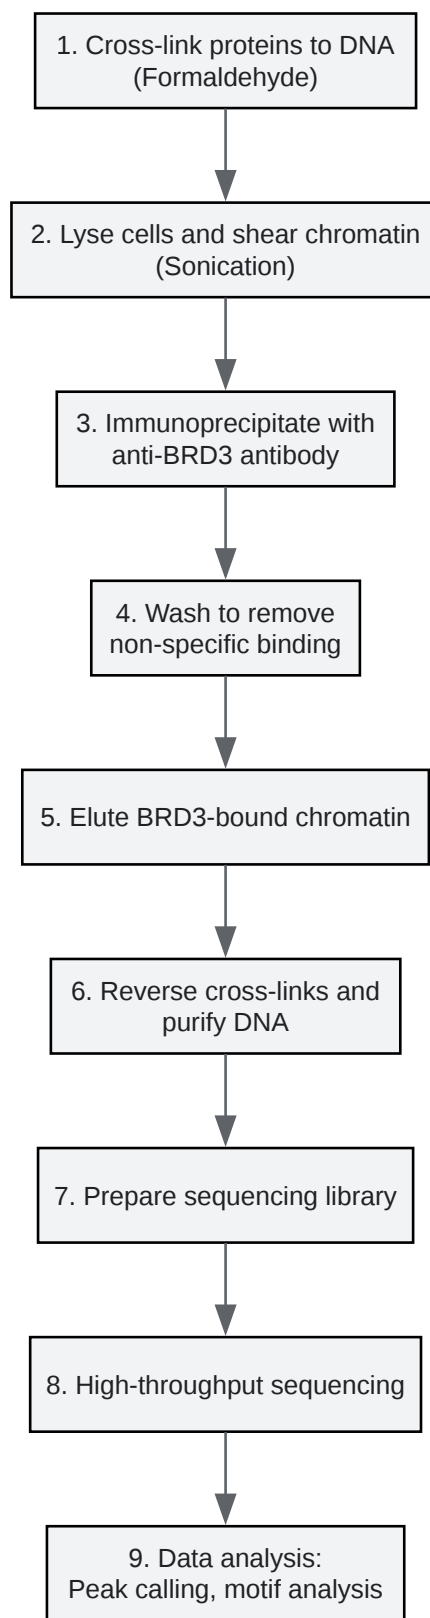 1. Cross-link proteins to DNA
(Formaldehyde)
2. Lyse cells and shear chromatin
(Sonication)
3. Immunoprecipitate with
anti-BRD3 antibody
4. Wash to remove
non-specific binding
5. Elute BRD3-bound chromatin
6. Reverse cross-links and
purify DNA
7. Prepare sequencing library
8. High-throughput sequencing
9. Data analysis:
Peak calling, motif analysis